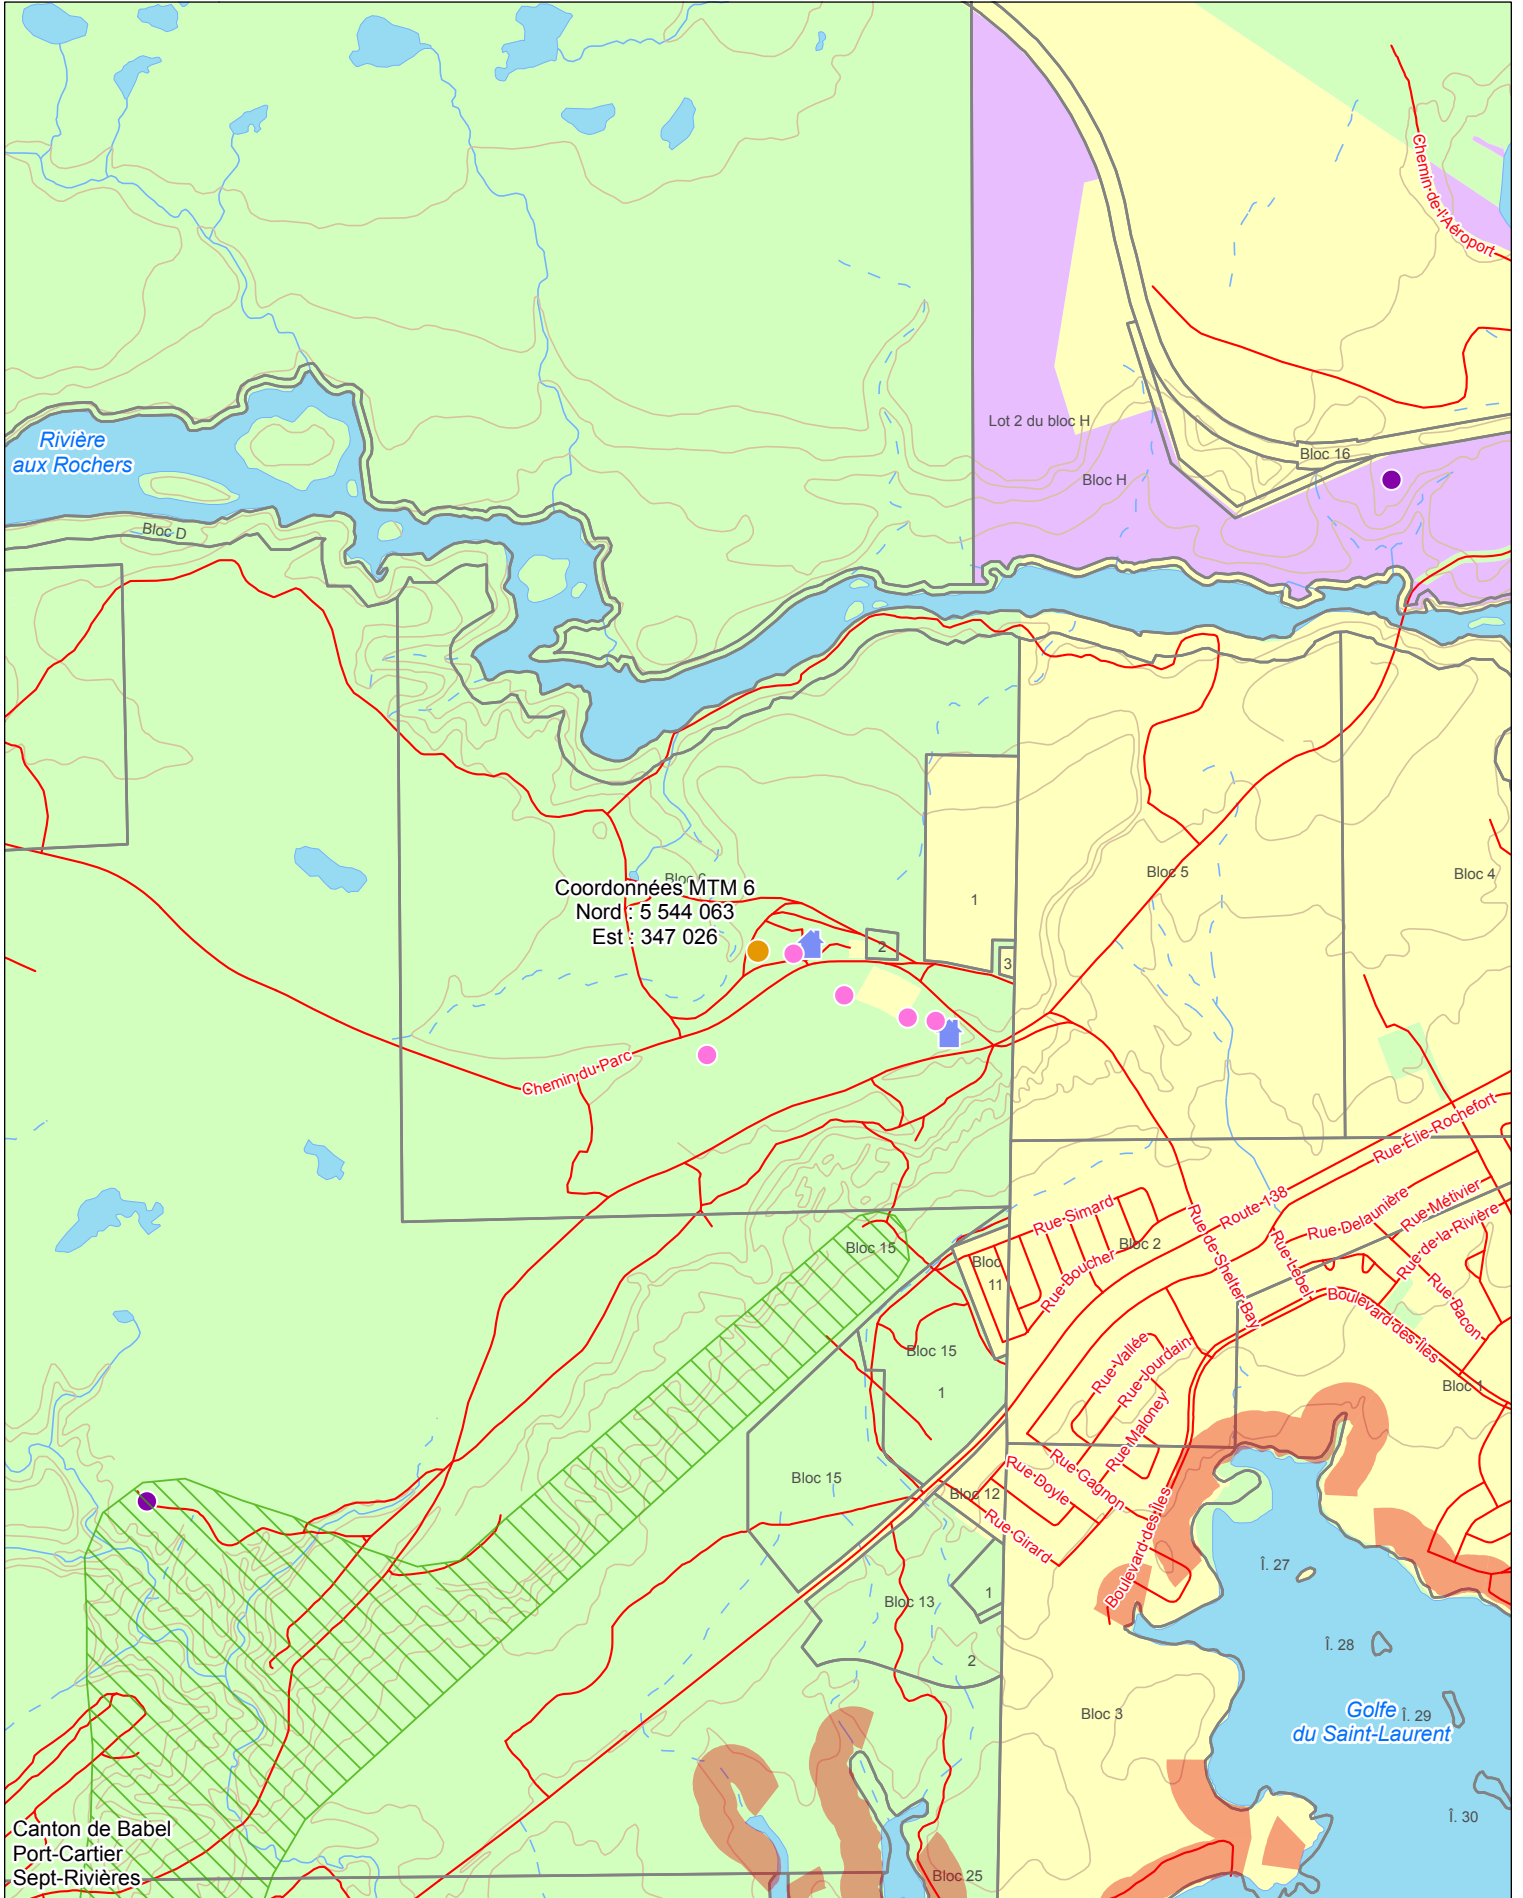 Chemin de l'Aéroport
Lot 2 du bloc H
Rivière
aux Rochers
Bloc 16
Bloc H
Bloc D
Bloc 5
Bloc 4
Coordonnées MTM 6
Nord : 5 544 063
Est : 347 026
1
2
3
Chemin du Parc
Rue Élie-Rochefort
Route 138
Rue Simard
Rue Delaunière
Rue Métivier
Rue de la Rivière
Bloc 15
Bloc 2
Rue de Shelter Bay
Rue Lebel
Bloc
11
Rue Boucher
Rue Bacon
Boulevard des Îles
Bloc 15
Rue Vallée
Rue Jourdain
1
Bloc 1
Rue Maloney
Bloc 15
Rue Gagnon
Rue Doyle
Bloc 12
Rue Girard
Boulevard des Îles
Î. 27
1
Bloc 13
Î. 28
2
Bloc 3
Golfe
du Saint-Laurent
Î. 29
Î. 30
Canton de Babel
Port-Cartier
Sept-Rivières
Bloc 25